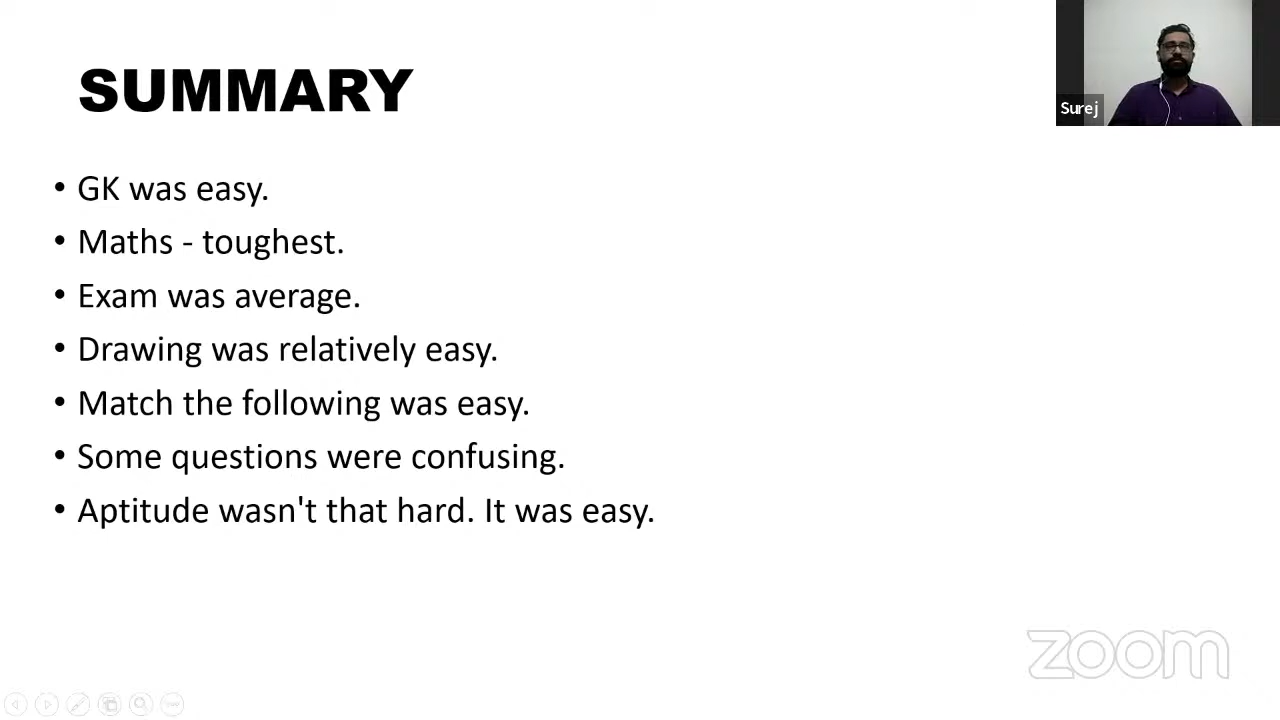 SUMMARY
Surej
• GK was easy.
• Maths - toughest.
• Exam was average.
• Drawing was relatively easy.
• Match the following was easy.
• Some questions were confusing.
• Aptitude wasn't that hard. It was easy.
zoom